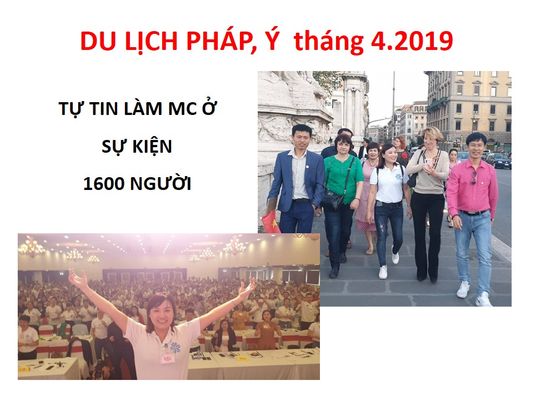 DU LỊCH PHÁP, Ý tháng 4.2019
TỰ TIN LÀM MC Ở
SỰ KIỆN
1600 NGƯỜI